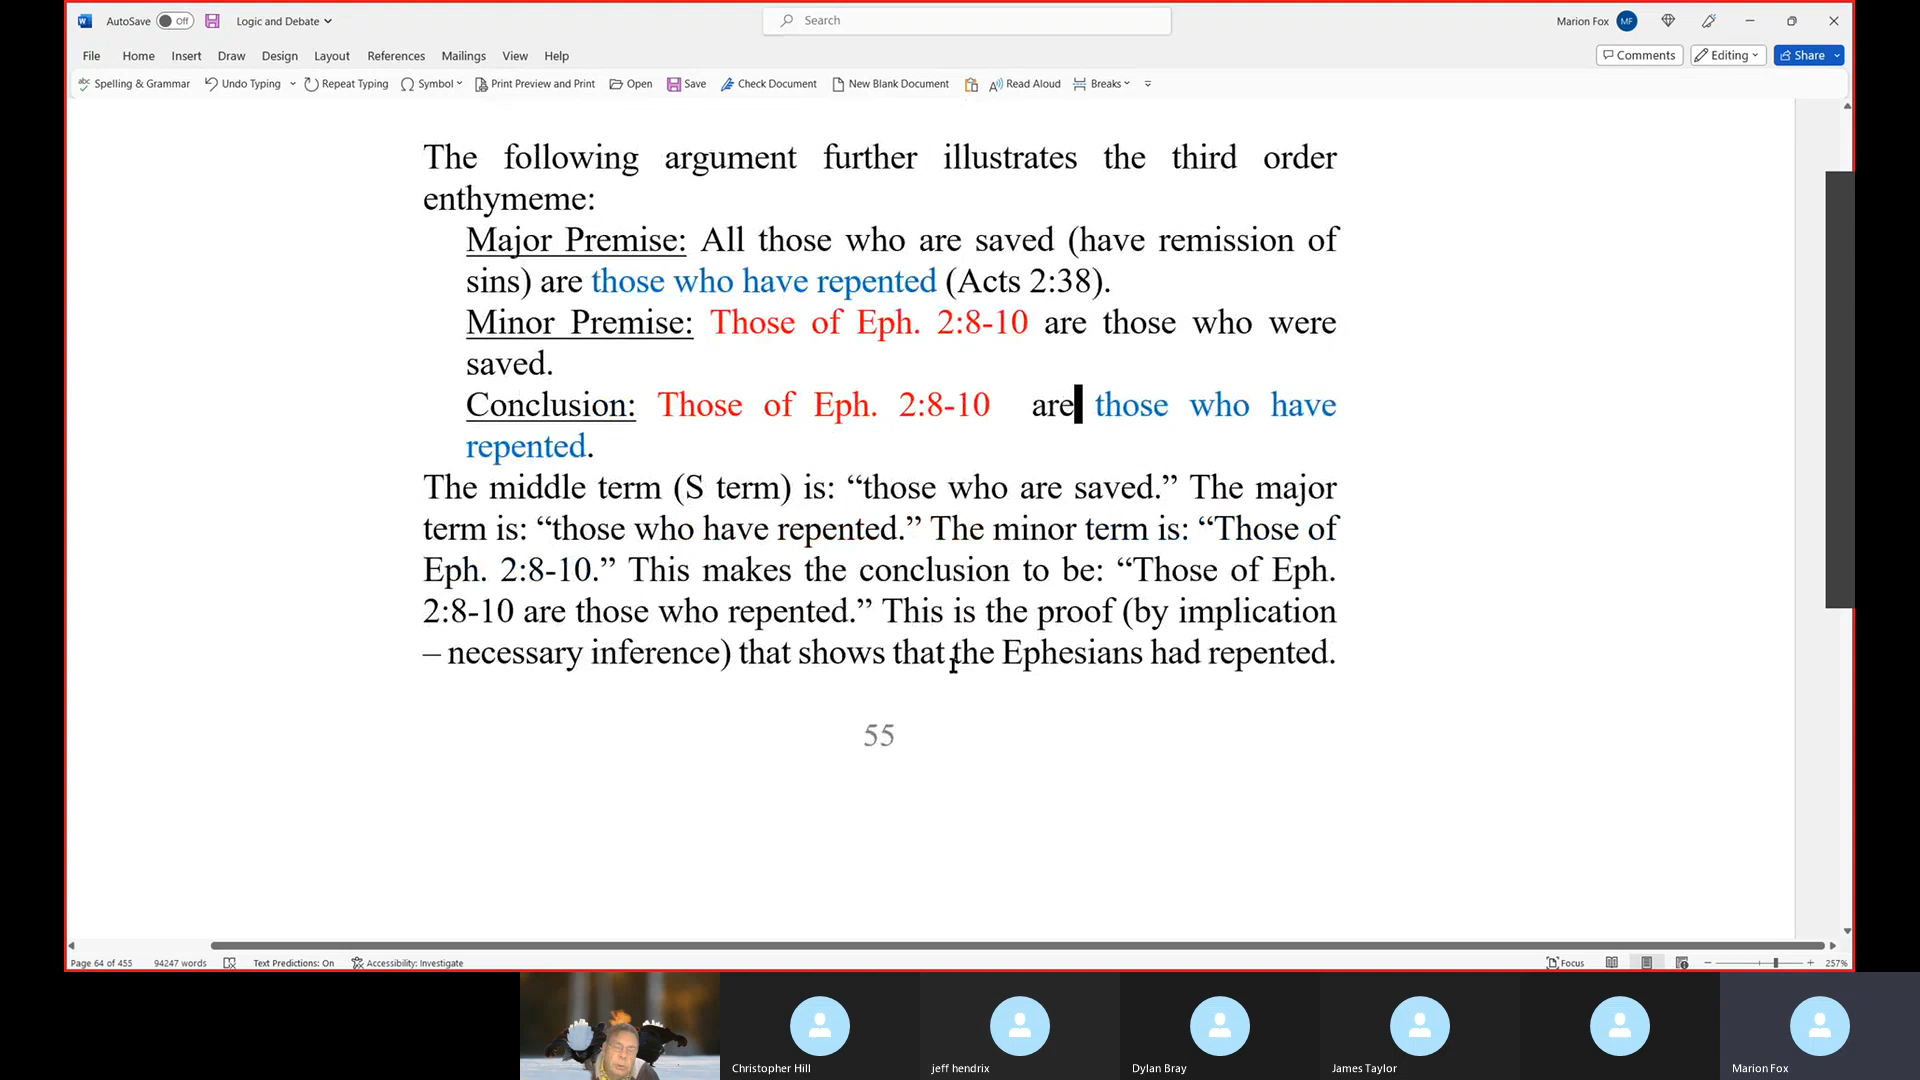 AutoSave Off Logic and Debate Search Marion Fox MF
File Home Insert Draw Design Layout References Mailings Review View Help Comments Editing Share
Spelling & Grammar Undo Typing Repeat Typing Symbol Print Preview and Print Open Save Check Document New Blank Document Read Aloud Breaks
The following argument further illustrates the third order
enthymeme:
Major Premise: All those who are saved (have remission of
sins) are those who have repented (Acts 2:38).
Minor Premise: Those of Eph. 2:8-10 are those who were
saved.
Conclusion: Those of Eph. 2:8-10 are those who have
repented.
The middle term (S term) is: “those who are saved.” The major
term is: “those who have repented.” The minor term is: “Those of
Eph. 2:8-10.” This makes the conclusion to be: “Those of Eph.
2:8-10 are those who repented.” This is the proof (by implication
– necessary inference) that shows that the Ephesians had repented.
55
Page 64 of 455 94247 words Text Predictions: On Accessibility: Investigate Focus 257%
Christopher Hill jeff hendrix Dylan Bray James Taylor Marion Fox